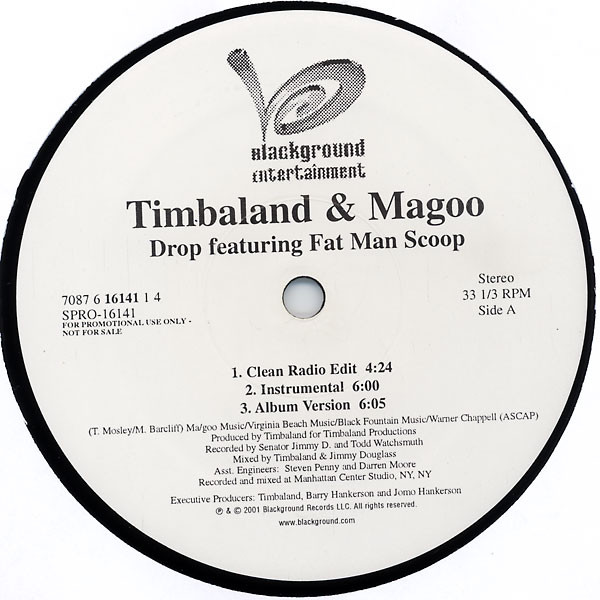 Blackground
Entertainment
Timbaland & Magoo
Drop featuring Fat Man Scoop
7087 6 16141 1 4
SPRO-16141
FOR PROMOTIONAL USE ONLY -
NOT FOR SALE
Stereo
33 1/3 RPM
Side A
1. Clean Radio Edit 4:24
2. Instrumental 6:00
3. Album Version 6:05
(T. Mosley/M. Barcliff) Ma/goo Music/Virginia Beach Music/Black Fountain Music/Warner Chappell (ASCAP)
Produced by Timbaland for Timbaland Productions
Recorded by Senator Jimmy D. and Todd Watchsmuth
Mixed by Timbaland & Jimmy Douglass
Asst. Engineers: Steven Penny and Darren Moore
Recorded and mixed at Manhattan Center Studio, NY, NY
Executive Producers: Timbaland, Barry Hankerson and Jomo Hankerson
℗ & © 2001 Blackground Records LLC. All rights reserved.
www.blackground.com